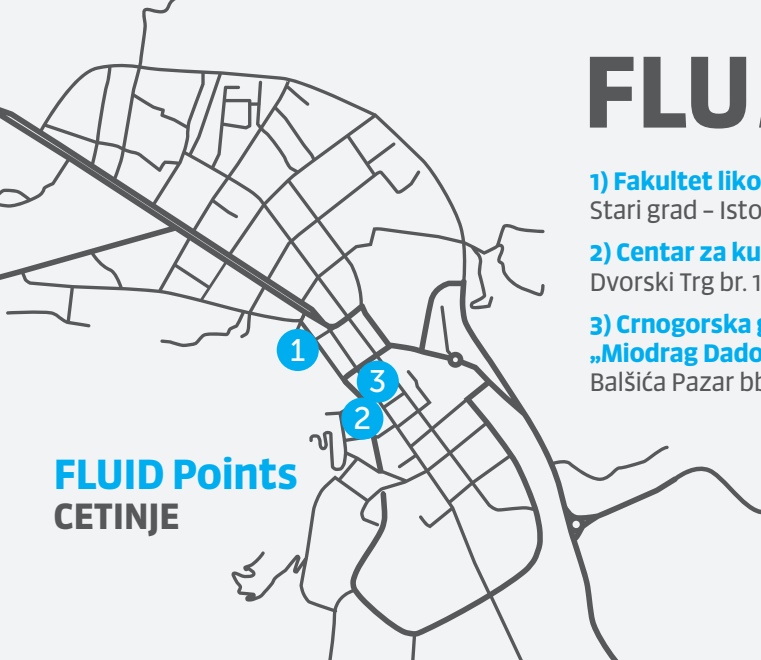 FLU
1) Fakultet liko
Stari grad – Isto
2) Centar za ku
Dvorski Trg br. 1
3) Crnogorska g
„Miodrag Dado
Balšića Pazar bb
1
3
2
FLUID Points
CETINJE